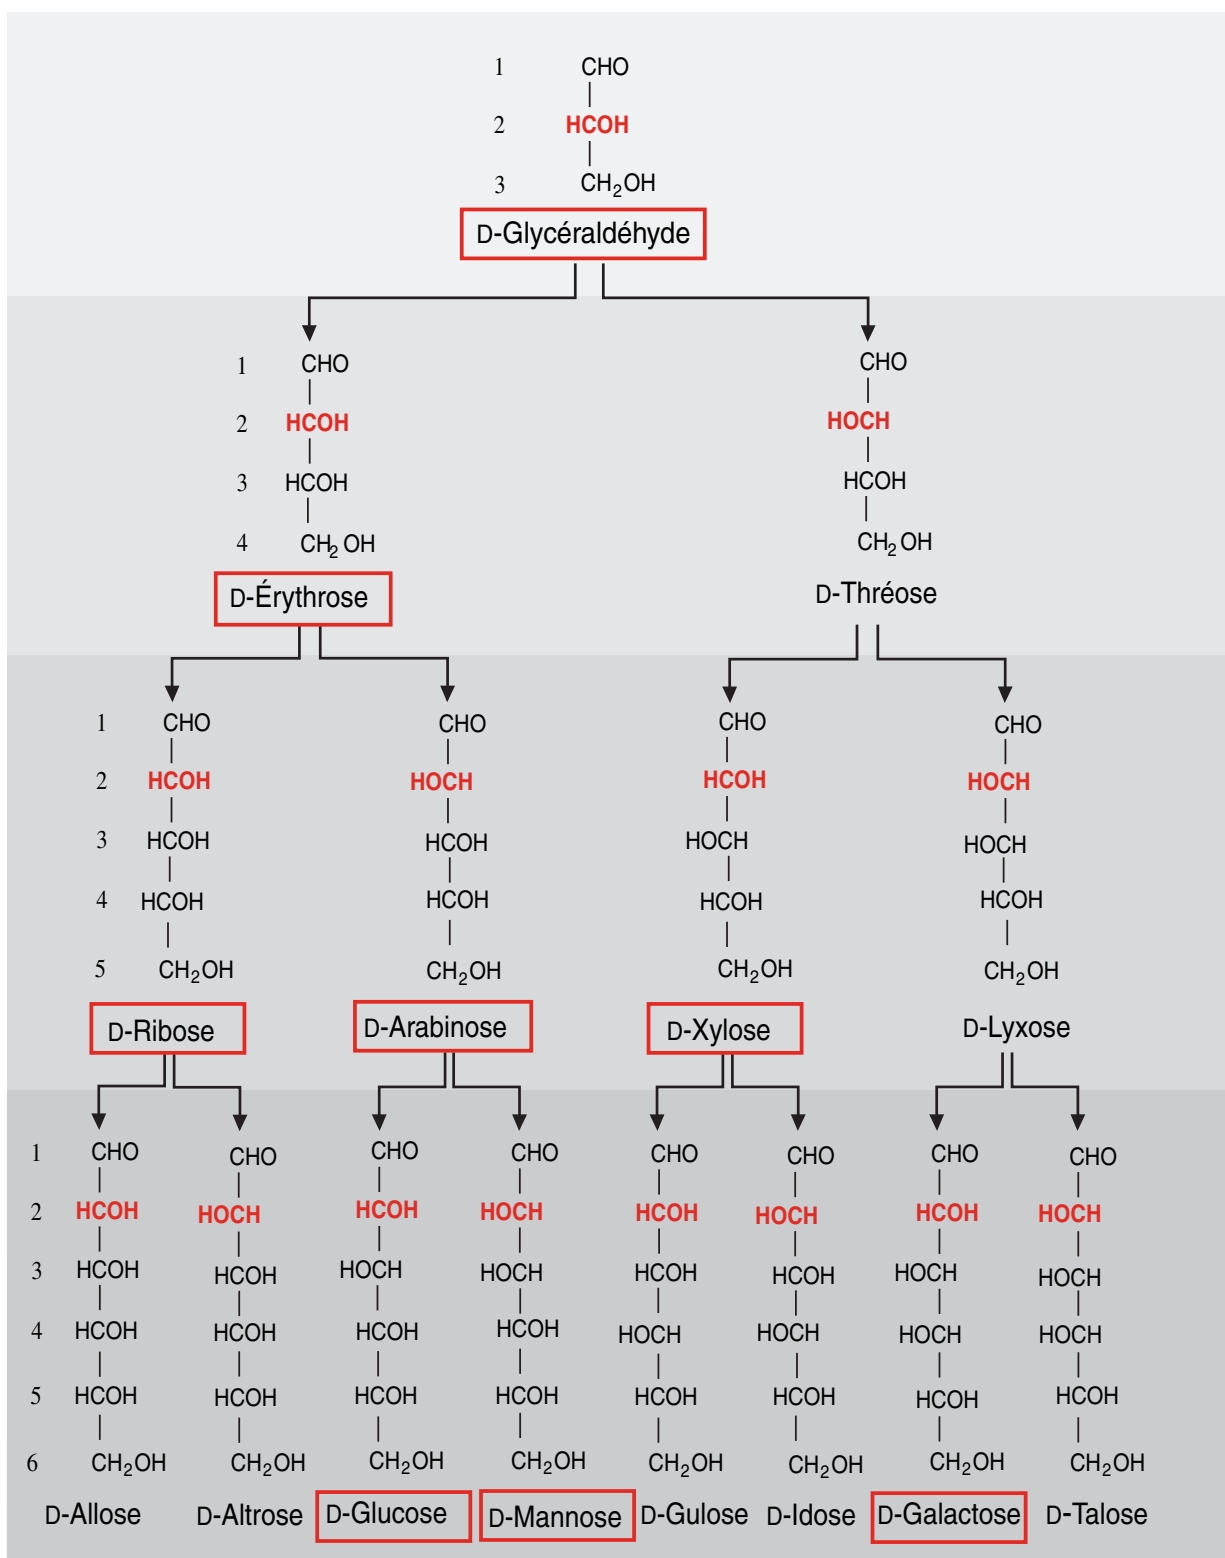 1 CHO
2 HCOH
3 CH₂OH
D-Glycéraldéhyde
1 CHO CHO
2 HCOH HOCH
3 HCOH HCOH
4 CH₂OH CH₂OH
D-Érythrose D-Thréose
1 CHO CHO CHO CHO
2 HCOH HOCH HCOH HOCH
3 HCOH HCOH HOCH HOCH
4 HCOH HCOH HCOH HCOH
5 CH₂OH CH₂OH CH₂OH CH₂OH
D-Ribose D-Arabinose D-Xylose D-Lyxose
1 CHO CHO CHO CHO CHO CHO CHO CHO
2 HCOH HOCH HCOH HOCH HCOH HOCH HCOH HOCH
3 HCOH HCOH HOCH HOCH HCOH HCOH HOCH HOCH
4 HCOH HCOH HCOH HCOH HOCH HOCH HOCH HOCH
5 HCOH HCOH HCOH HCOH HCOH HCOH HCOH HCOH
6 CH₂OH CH₂OH CH₂OH CH₂OH CH₂OH CH₂OH CH₂OH CH₂OH
D-Allose D-Altrose D-Glucose D-Mannose D-Gulose D-Idose D-Galactose D-Talose